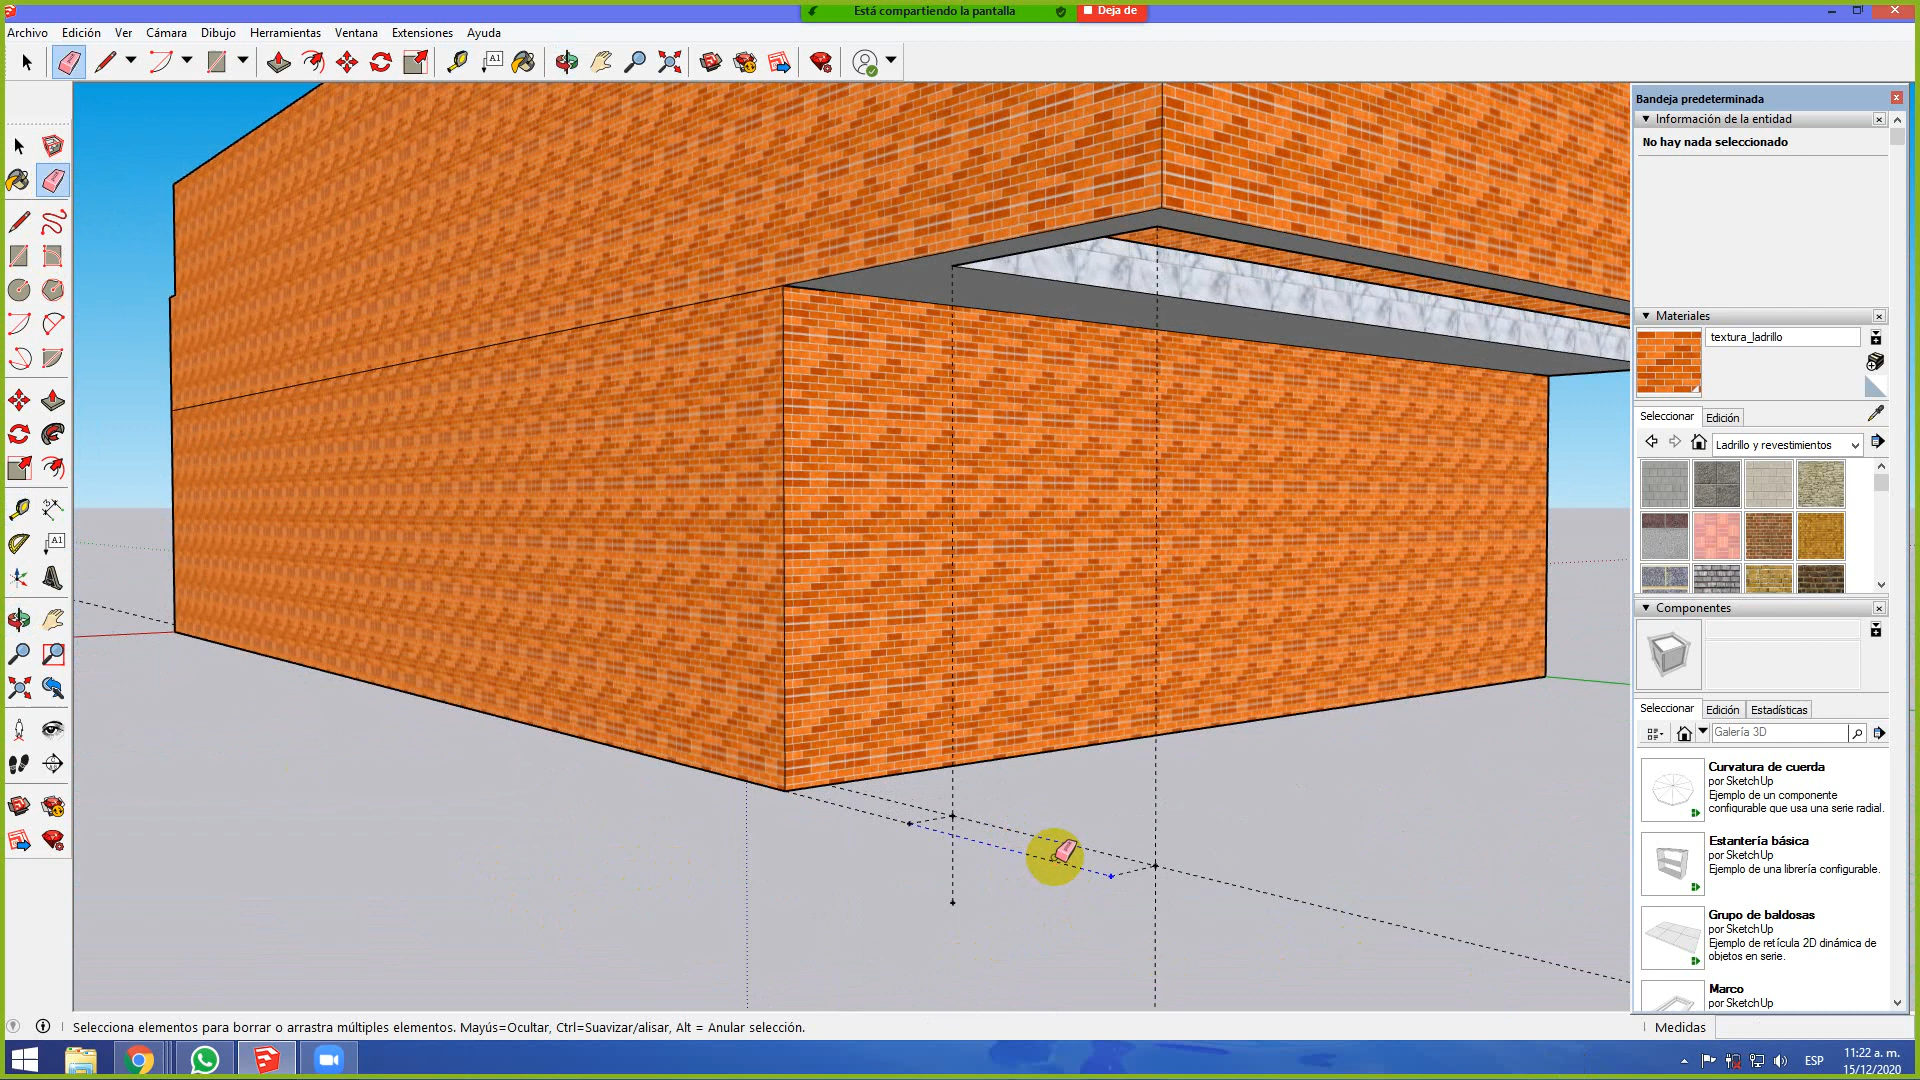 Está compartiendo la pantalla
Deja de
Archivo Edición Ver Cámara Dibujo Herramientas Ventana Extensiones Ayuda
A1
Bandeja predeterminada
Información de la entidad
No hay nada seleccionado
Materiales
textura_ladrillo
Seleccionar Edición
Ladrillo y revestimientos
A1
Componentes
Seleccionar Edición Estadísticas
Galería 3D
Curvatura de cuerda
por SketchUp
Ejemplo de un componente
configurable que usa una serie radial.
Estantería básica
por SketchUp
Ejemplo de una librería configurable.
Grupo de baldosas
por SketchUp
Ejemplo de retícula 2D dinámica de
objetos en serie.
Marco
por SketchUp
Selecciona elementos para borrar o arrastra múltiples elementos. Mayús=Ocultar, Ctrl=Suavizar/alisar, Alt = Anular selección.
Medidas
ESP
11:22 a. m.
15/12/2020